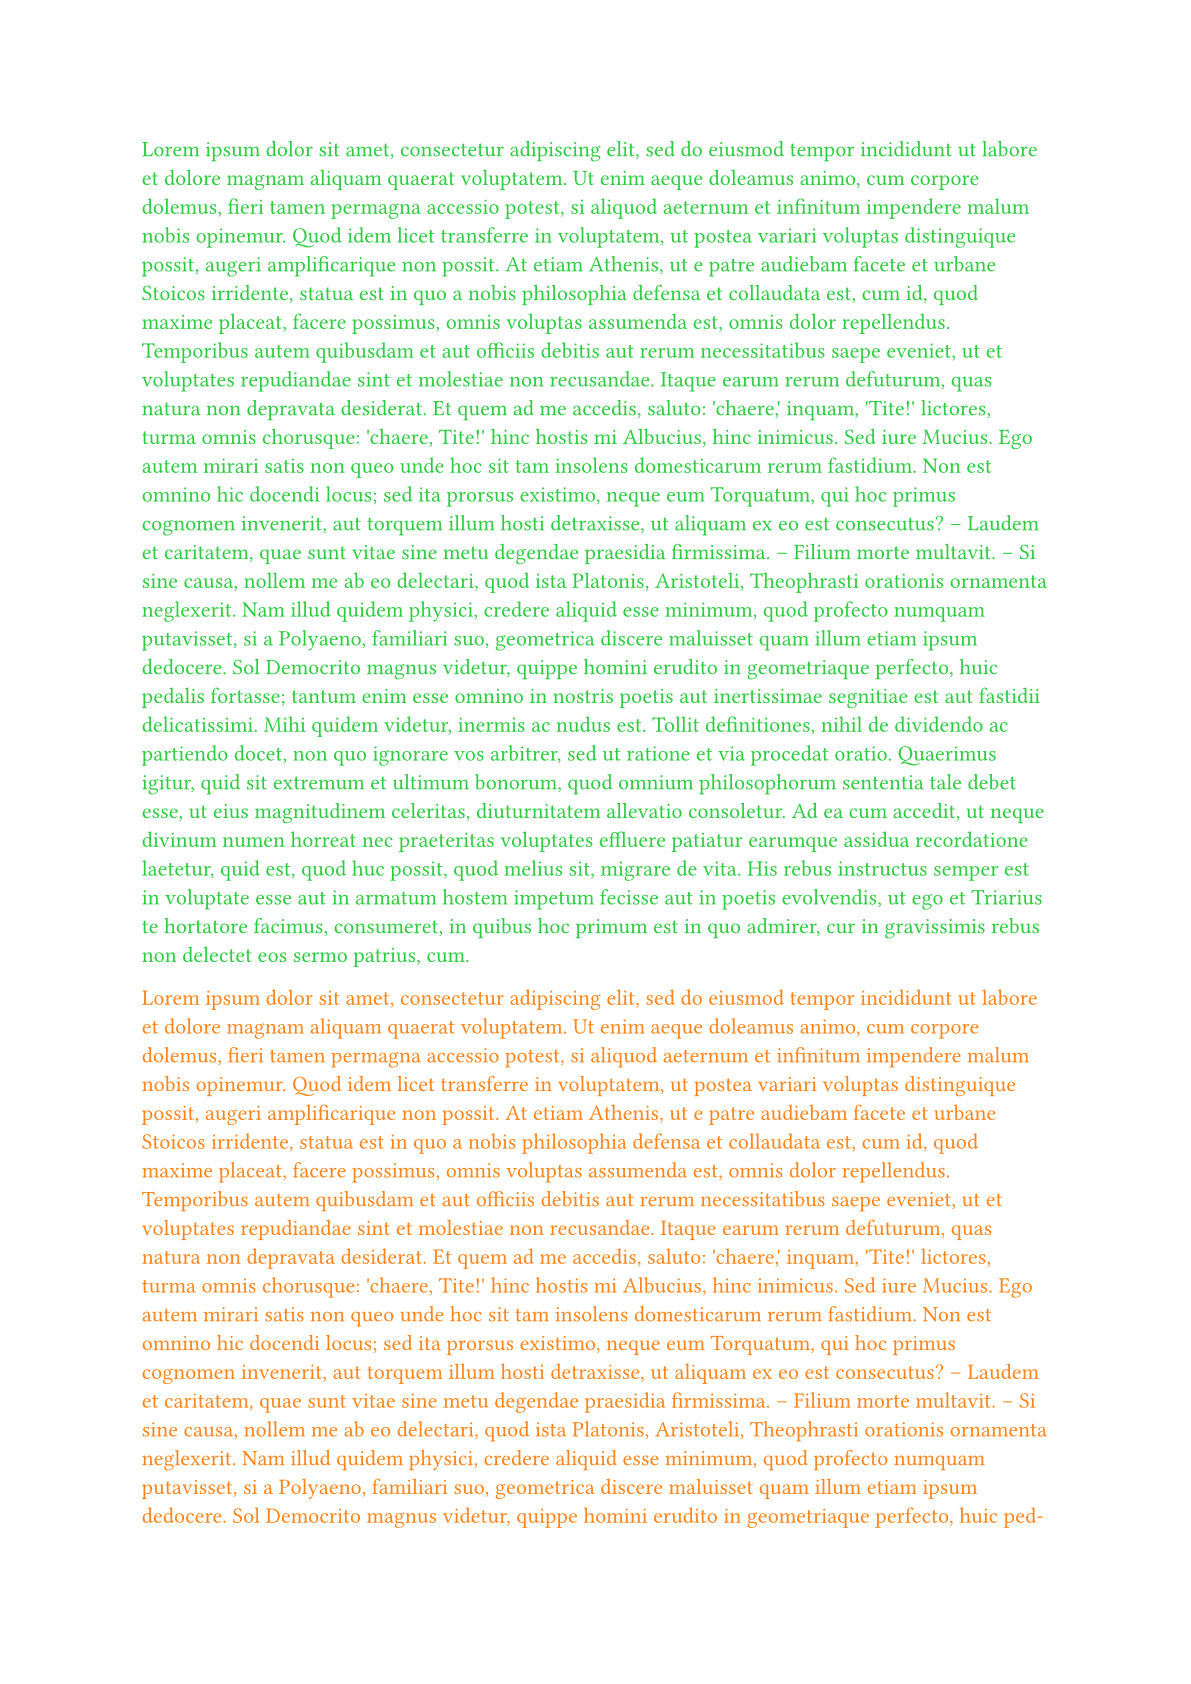 Lorem ipsum dolor sit amet, consectetur adipiscing elit, sed do eiusmod tempor incididunt ut labore
et dolore magnam aliquam quaerat voluptatem. Ut enim aeque doleamus animo, cum corpore
dolemus, fieri tamen permagna accessio potest, si aliquod aeternum et infinitum impendere malum
nobis opinemur. Quod idem licet transferre in voluptatem, ut postea variari voluptas distinguique
possit, augeri amplificarique non possit. At etiam Athenis, ut e patre audiebam facete et urbane
Stoicos irridente, statua est in quo a nobis philosophia defensa et collaudata est, cum id, quod
maxime placeat, facere possimus, omnis voluptas assumenda est, omnis dolor repellendus.
Temporibus autem quibusdam et aut officiis debitis aut rerum necessitatibus saepe eveniet, ut et
voluptates repudiandae sint et molestiae non recusandae. Itaque earum rerum defuturum, quas
natura non depravata desiderat. Et quem ad me accedis, saluto: 'chaere,' inquam, 'Tite!' lictores,
turma omnis chorusque: 'chaere, Tite!' hinc hostis mi Albucius, hinc inimicus. Sed iure Mucius. Ego
autem mirari satis non queo unde hoc sit tam insolens domesticarum rerum fastidium. Non est
omnino hic docendi locus; sed ita prorsus existimo, neque eum Torquatum, qui hoc primus
cognomen invenerit, aut torquem illum hosti detraxisse, ut aliquam ex eo est consecutus? – Laudem
et caritatem, quae sunt vitae sine metu degendae praesidia firmissima. – Filium morte multavit. – Si
sine causa, nollem me ab eo delectari, quod ista Platonis, Aristoteli, Theophrasti orationis ornamenta
neglexerit. Nam illud quidem physici, credere aliquid esse minimum, quod profecto numquam
putavisset, si a Polyaeno, familiari suo, geometrica discere maluisset quam illum etiam ipsum
dedocere. Sol Democrito magnus videtur, quippe homini erudito in geometriaque perfecto, huic
pedalis fortasse; tantum enim esse omnino in nostris poetis aut inertissimae segnitiae est aut fastidii
delicatissimi. Mihi quidem videtur, inermis ac nudus est. Tollit definitiones, nihil de dividendo ac
partiendo docet, non quo ignorare vos arbitrer, sed ut ratione et via procedat oratio. Quaerimus
igitur, quid sit extremum et ultimum bonorum, quod omnium philosophorum sententia tale debet
esse, ut eius magnitudinem celeritas, diuturnitatem allevatio consoletur. Ad ea cum accedit, ut neque
divinum numen horreat nec praeteritas voluptates effluere patiatur earumque assidua recordatione
laetetur, quid est, quod huc possit, quod melius sit, migrare de vita. His rebus instructus semper est
in voluptate esse aut in armatum hostem impetum fecisse aut in poetis evolvendis, ut ego et Triarius
te hortatore facimus, consumeret, in quibus hoc primum est in quo admirer, cur in gravissimis rebus
non delectet eos sermo patrius, cum.
Lorem ipsum dolor sit amet, consectetur adipiscing elit, sed do eiusmod tempor incididunt ut labore
et dolore magnam aliquam quaerat voluptatem. Ut enim aeque doleamus animo, cum corpore
dolemus, fieri tamen permagna accessio potest, si aliquod aeternum et infinitum impendere malum
nobis opinemur. Quod idem licet transferre in voluptatem, ut postea variari voluptas distinguique
possit, augeri amplificarique non possit. At etiam Athenis, ut e patre audiebam facete et urbane
Stoicos irridente, statua est in quo a nobis philosophia defensa et collaudata est, cum id, quod
maxime placeat, facere possimus, omnis voluptas assumenda est, omnis dolor repellendus.
Temporibus autem quibusdam et aut officiis debitis aut rerum necessitatibus saepe eveniet, ut et
voluptates repudiandae sint et molestiae non recusandae. Itaque earum rerum defuturum, quas
natura non depravata desiderat. Et quem ad me accedis, saluto: 'chaere,' inquam, 'Tite!' lictores,
turma omnis chorusque: 'chaere, Tite!' hinc hostis mi Albucius, hinc inimicus. Sed iure Mucius. Ego
autem mirari satis non queo unde hoc sit tam insolens domesticarum rerum fastidium. Non est
omnino hic docendi locus; sed ita prorsus existimo, neque eum Torquatum, qui hoc primus
cognomen invenerit, aut torquem illum hosti detraxisse, ut aliquam ex eo est consecutus? – Laudem
et caritatem, quae sunt vitae sine metu degendae praesidia firmissima. – Filium morte multavit. – Si
sine causa, nollem me ab eo delectari, quod ista Platonis, Aristoteli, Theophrasti orationis ornamenta
neglexerit. Nam illud quidem physici, credere aliquid esse minimum, quod profecto numquam
putavisset, si a Polyaeno, familiari suo, geometrica discere maluisset quam illum etiam ipsum
dedocere. Sol Democrito magnus videtur, quippe homini erudito in geometriaque perfecto, huic ped-